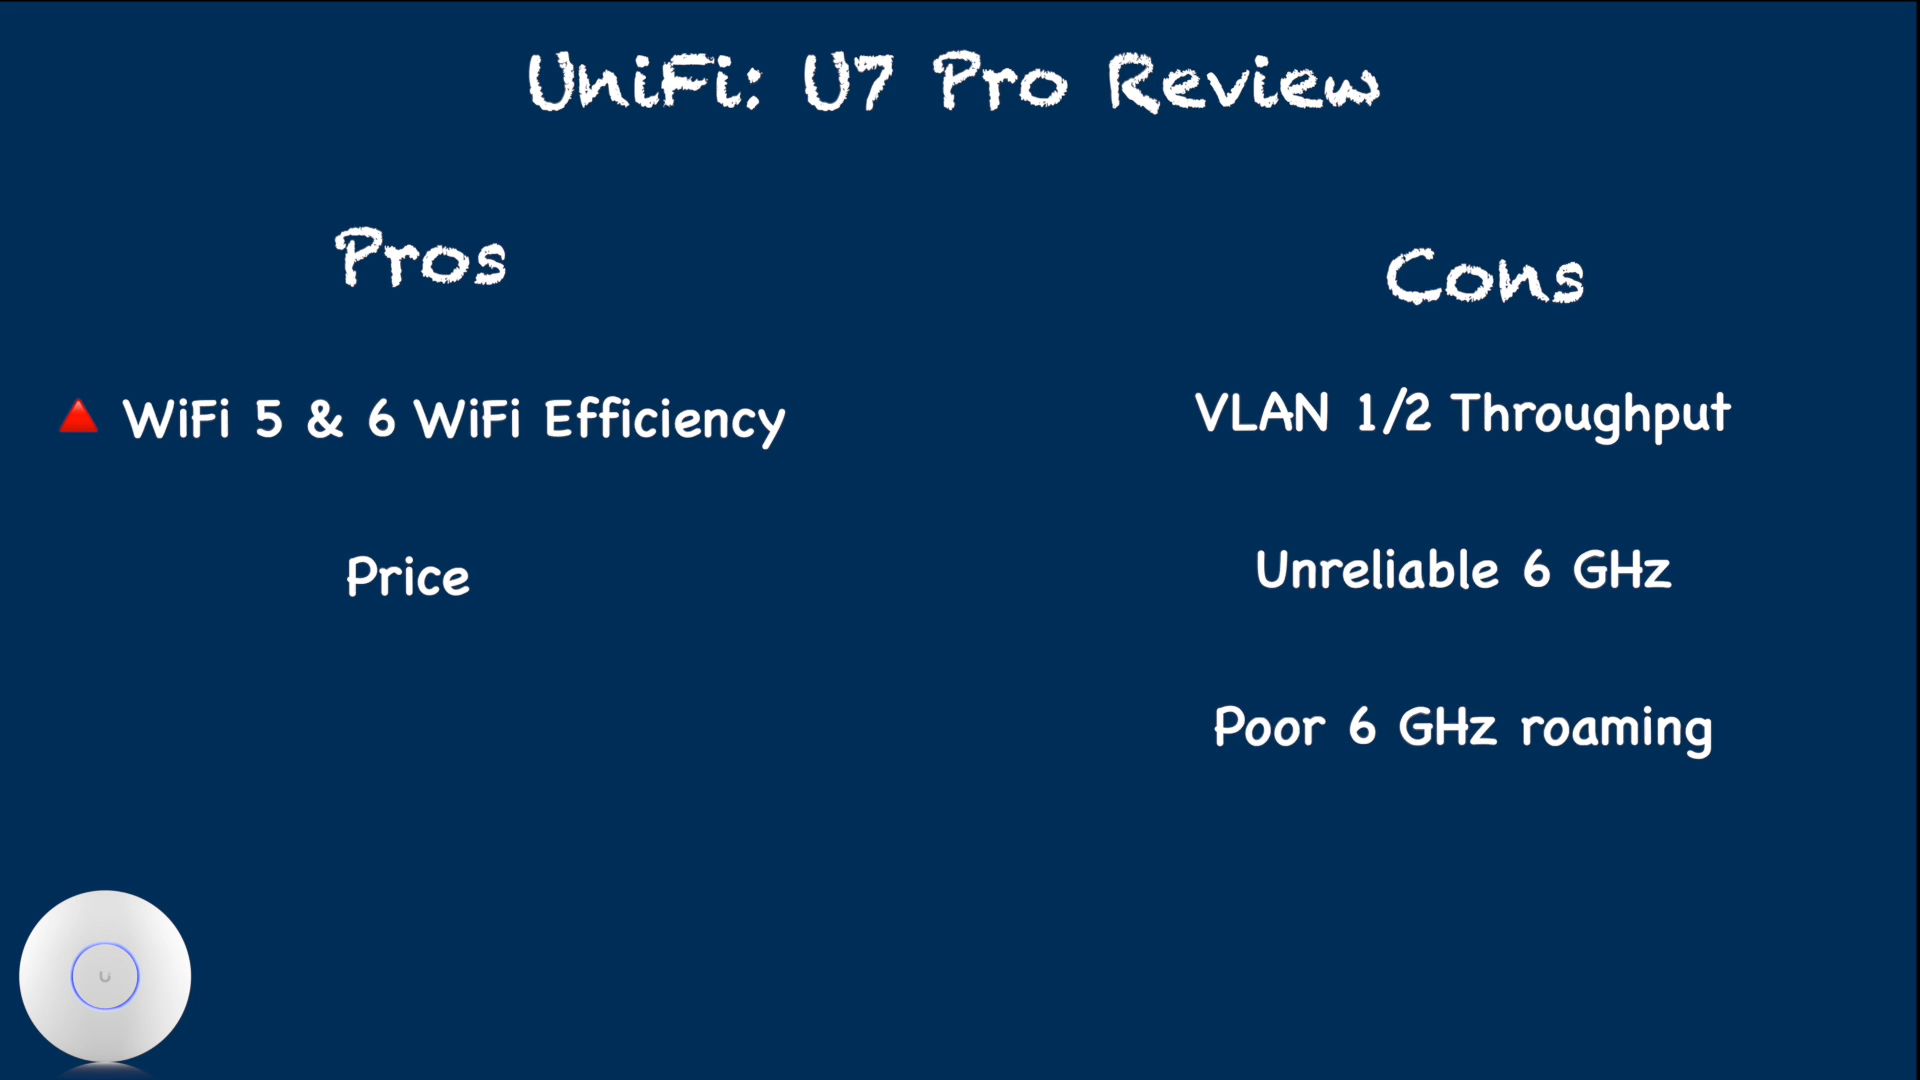 UniFi: U7 Pro Review
Pros
🔺 WiFi 5 & 6 WiFi Efficiency
Price
Cons
VLAN 1/2 Throughput
Unreliable 6 GHz
Poor 6 GHz roaming
U